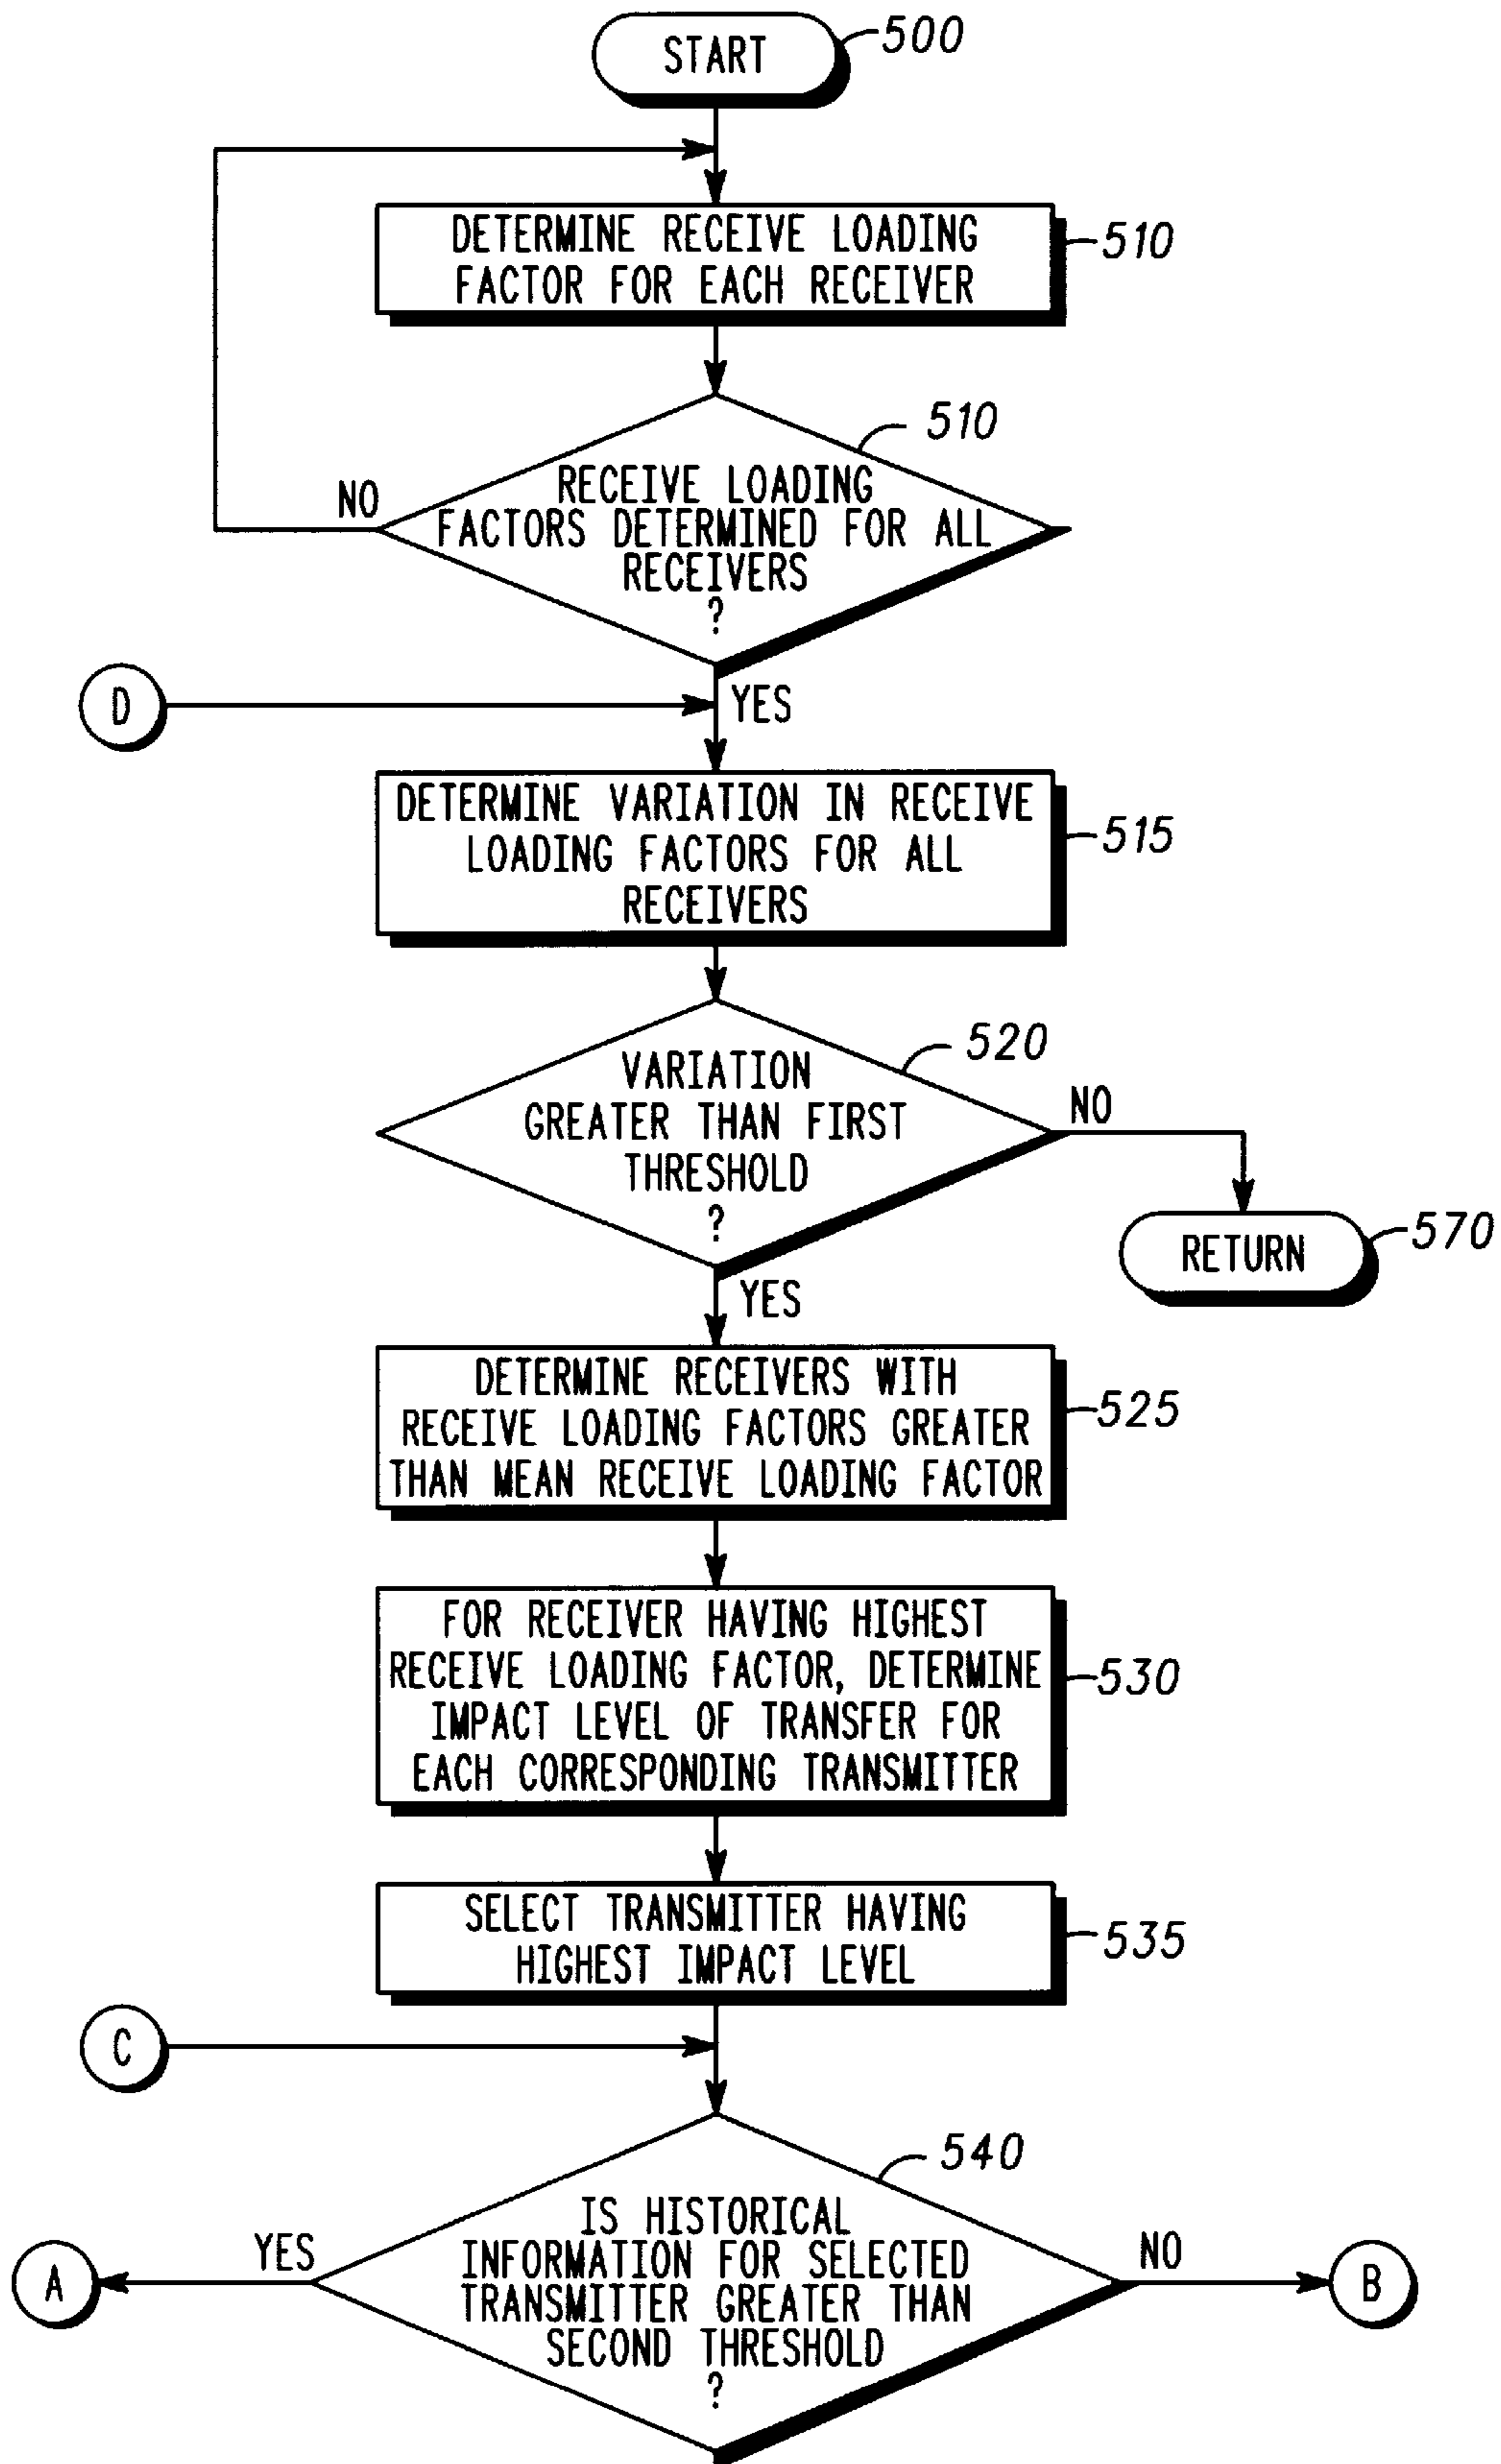 START
500
DETERMINE RECEIVE LOADING
FACTOR FOR EACH RECEIVER
510
510
RECEIVE LOADING
FACTORS DETERMINED FOR ALL
RECEIVERS
?
NO
YES
D
DETERMINE VARIATION IN RECEIVE
LOADING FACTORS FOR ALL
RECEIVERS
515
520
VARIATION
GREATER THAN FIRST
THRESHOLD
?
NO
RETURN
570
YES
DETERMINE RECEIVERS WITH
RECEIVE LOADING FACTORS GREATER
THAN MEAN RECEIVE LOADING FACTOR
525
FOR RECEIVER HAVING HIGHEST
RECEIVE LOADING FACTOR, DETERMINE
IMPACT LEVEL OF TRANSFER FOR
EACH CORRESPONDING TRANSMITTER
530
SELECT TRANSMITTER HAVING
HIGHEST IMPACT LEVEL
535
C
540
IS HISTORICAL
INFORMATION FOR SELECTED
TRANSMITTER GREATER THAN
SECOND THRESHOLD
?
YES
A
NO
B